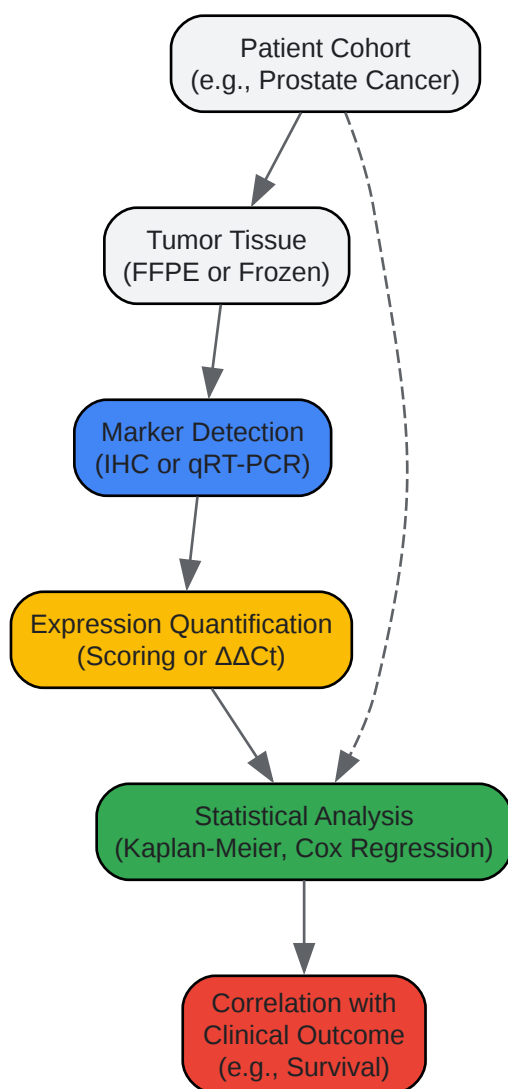 Patient Cohort
(e.g., Prostate Cancer)
Tumor Tissue
(FFPE or Frozen)
Marker Detection
(IHC or qRT-PCR)
Expression Quantification
(Scoring or ΔΔCt)
Statistical Analysis
(Kaplan-Meier, Cox Regression)
Correlation with
Clinical Outcome
(e.g., Survival)